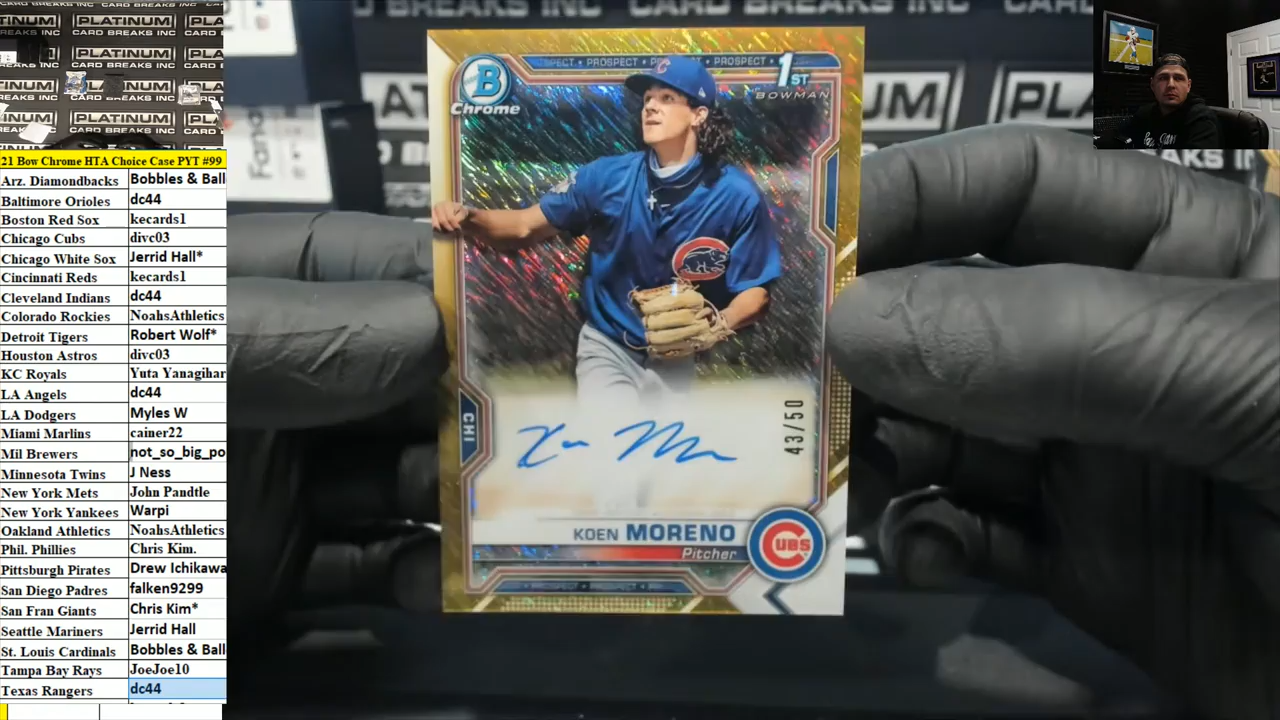 PLATINUM
CARD BREAKS INC
21 Bow Chrome HTA Choice Case PYT #99
Arz. Diamondbacks Bobbles & Ball
Baltimore Orioles dc44
Boston Red Sox kecards1
Chicago Cubs divc03
Chicago White Sox Jerrid Hall*
Cincinnati Reds kecards1
Cleveland Indians dc44
Colorado Rockies NoahsAthletics
Detroit Tigers Robert Wolf*
Houston Astros divc03
KC Royals Yuta Yanagihar
LA Angels dc44
LA Dodgers Myles W
Miami Marlins cainer22
Mil Brewers not_so_big_po
Minnesota Twins J Ness
New York Mets John Pandtle
New York Yankees Warpi
Oakland Athletics NoahsAthletics
Phil. Phillies Chris Kim.
Pittsburgh Pirates Drew Ichikawa
San Diego Padres falken9299
San Fran Giants Chris Kim*
Seattle Mariners Jerrid Hall
St. Louis Cardinals Bobbles & Ball
Tampa Bay Rays JoeJoe10
Texas Rangers dc44
PROSPECT • PROSPECT
1ST
BOWMAN
B
Chrome
CHI
43/50
KOEN MORENO
Pitcher
CUBS